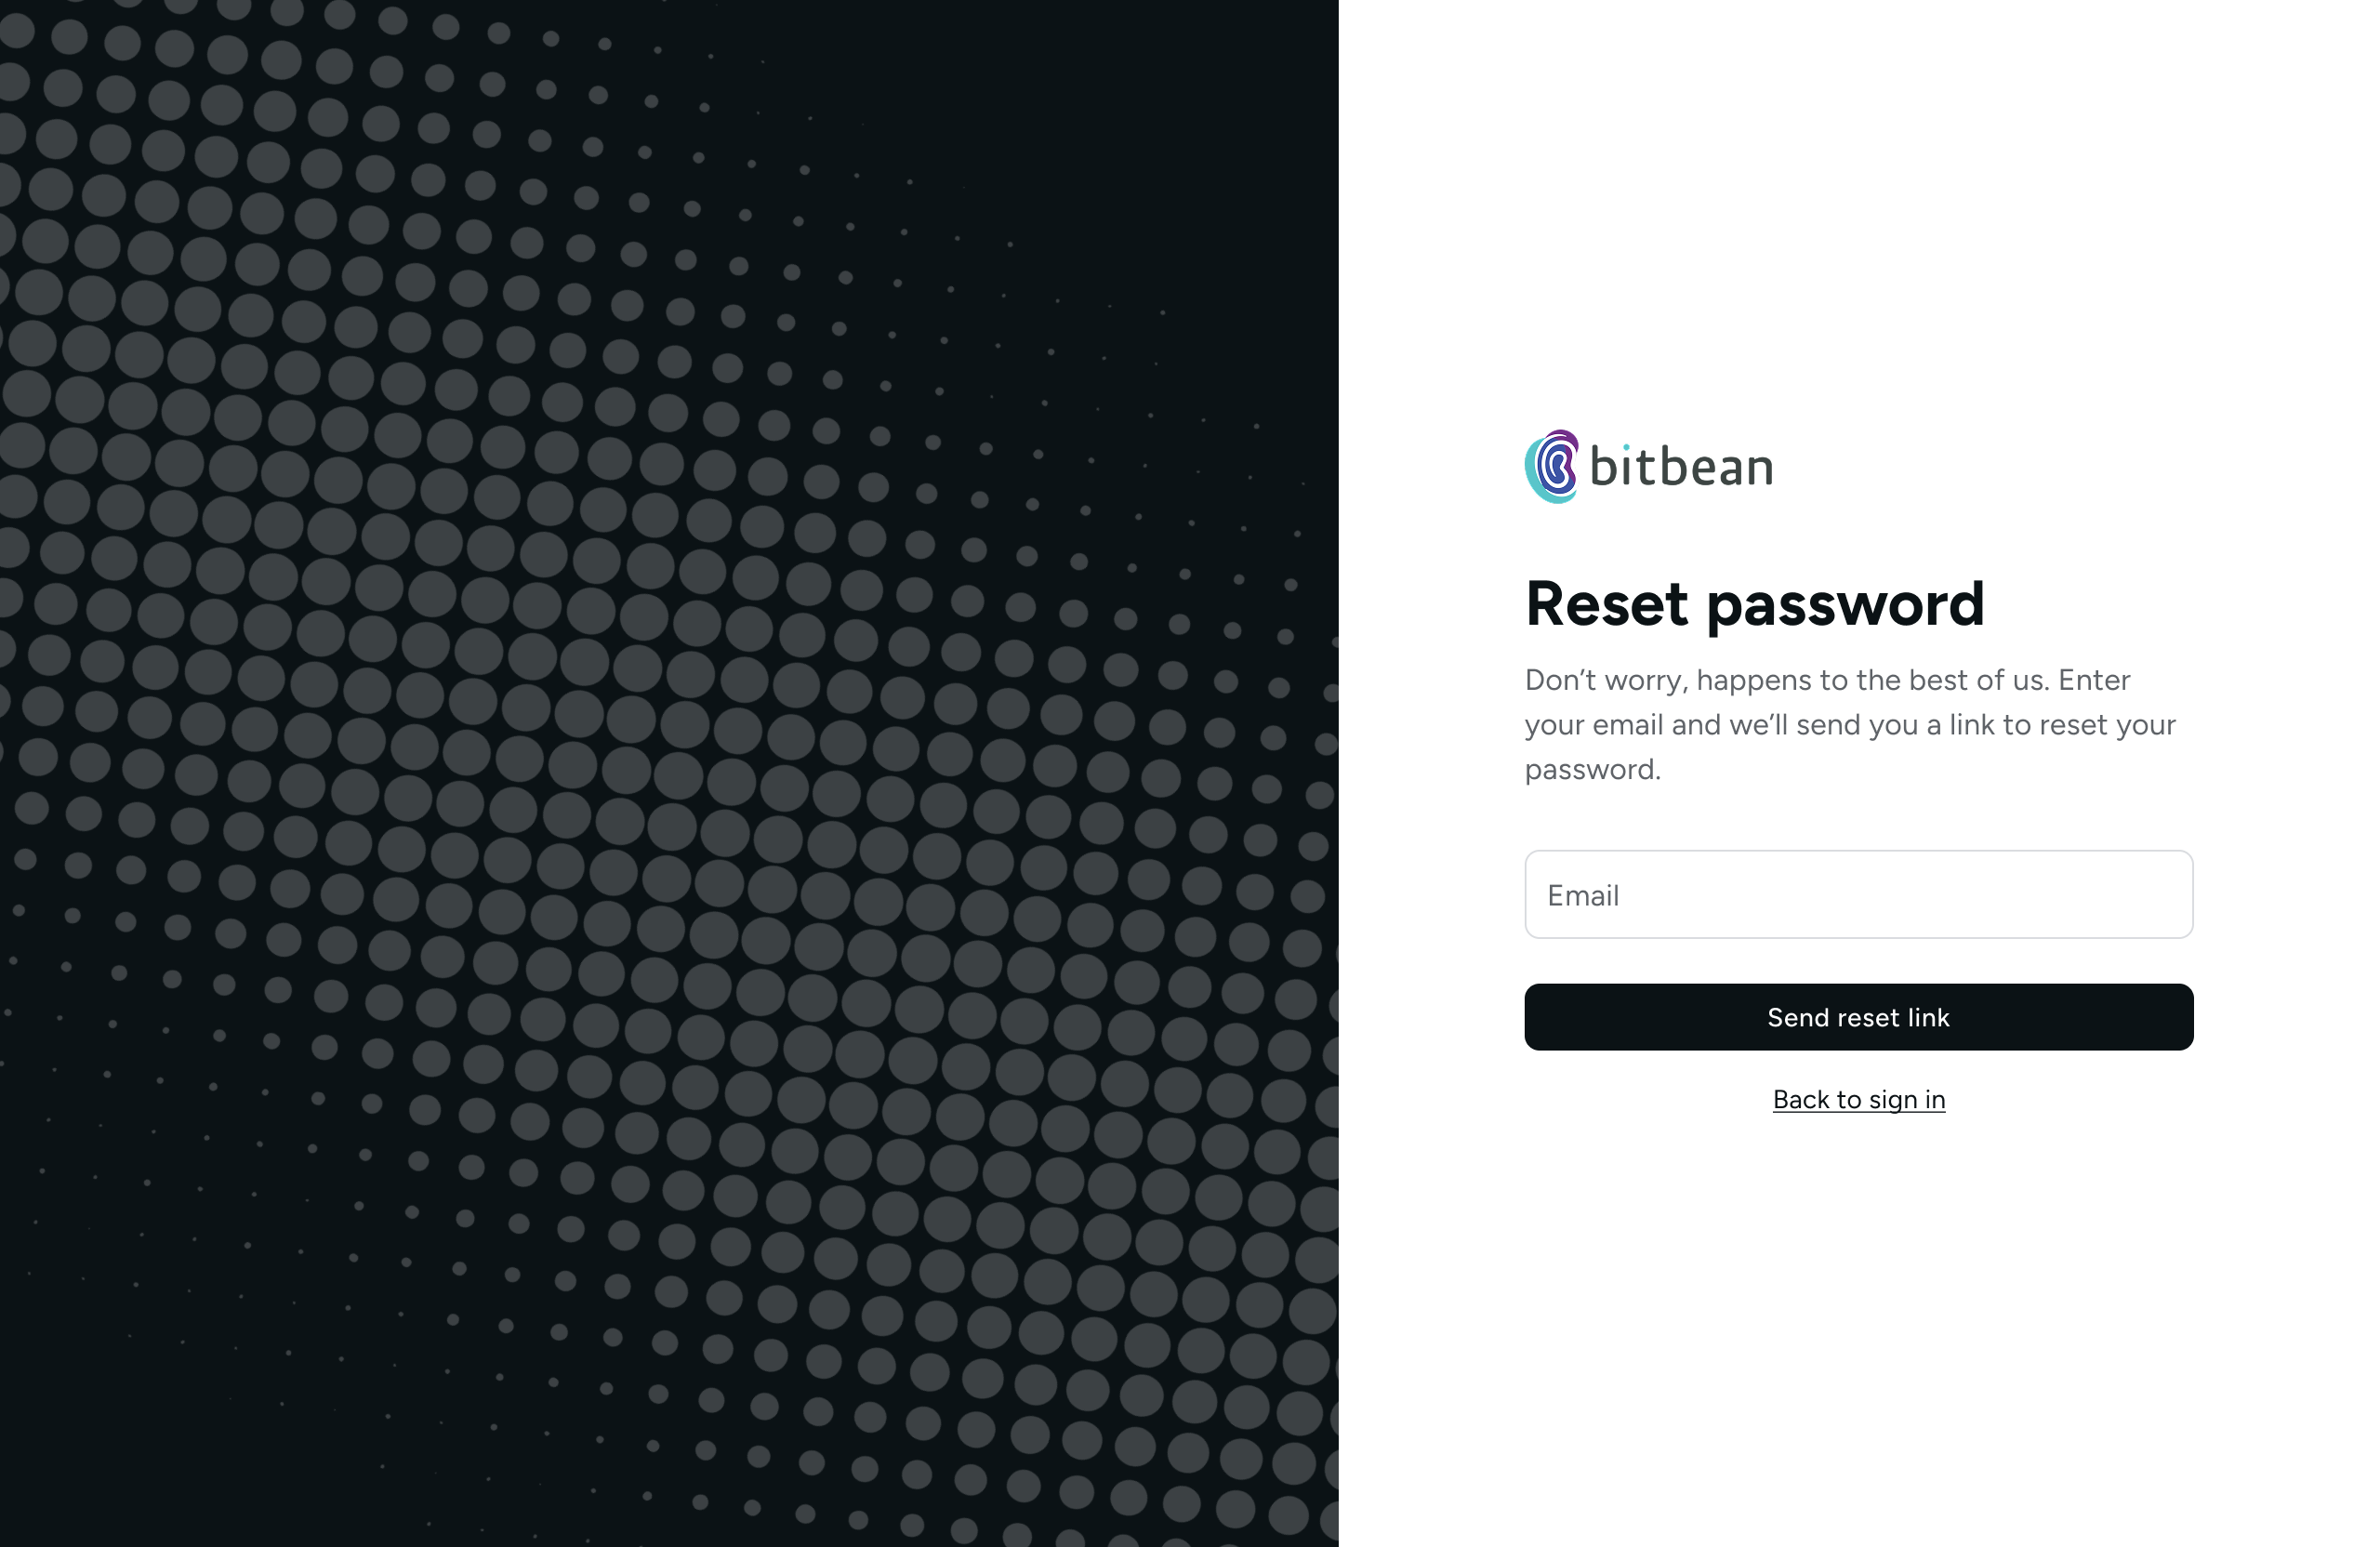 bitbean
Reset password
Don’t worry, happens to the best of us. Enter
your email and we’ll send you a link to reset your
password.
Email
Send reset link
Back to sign in